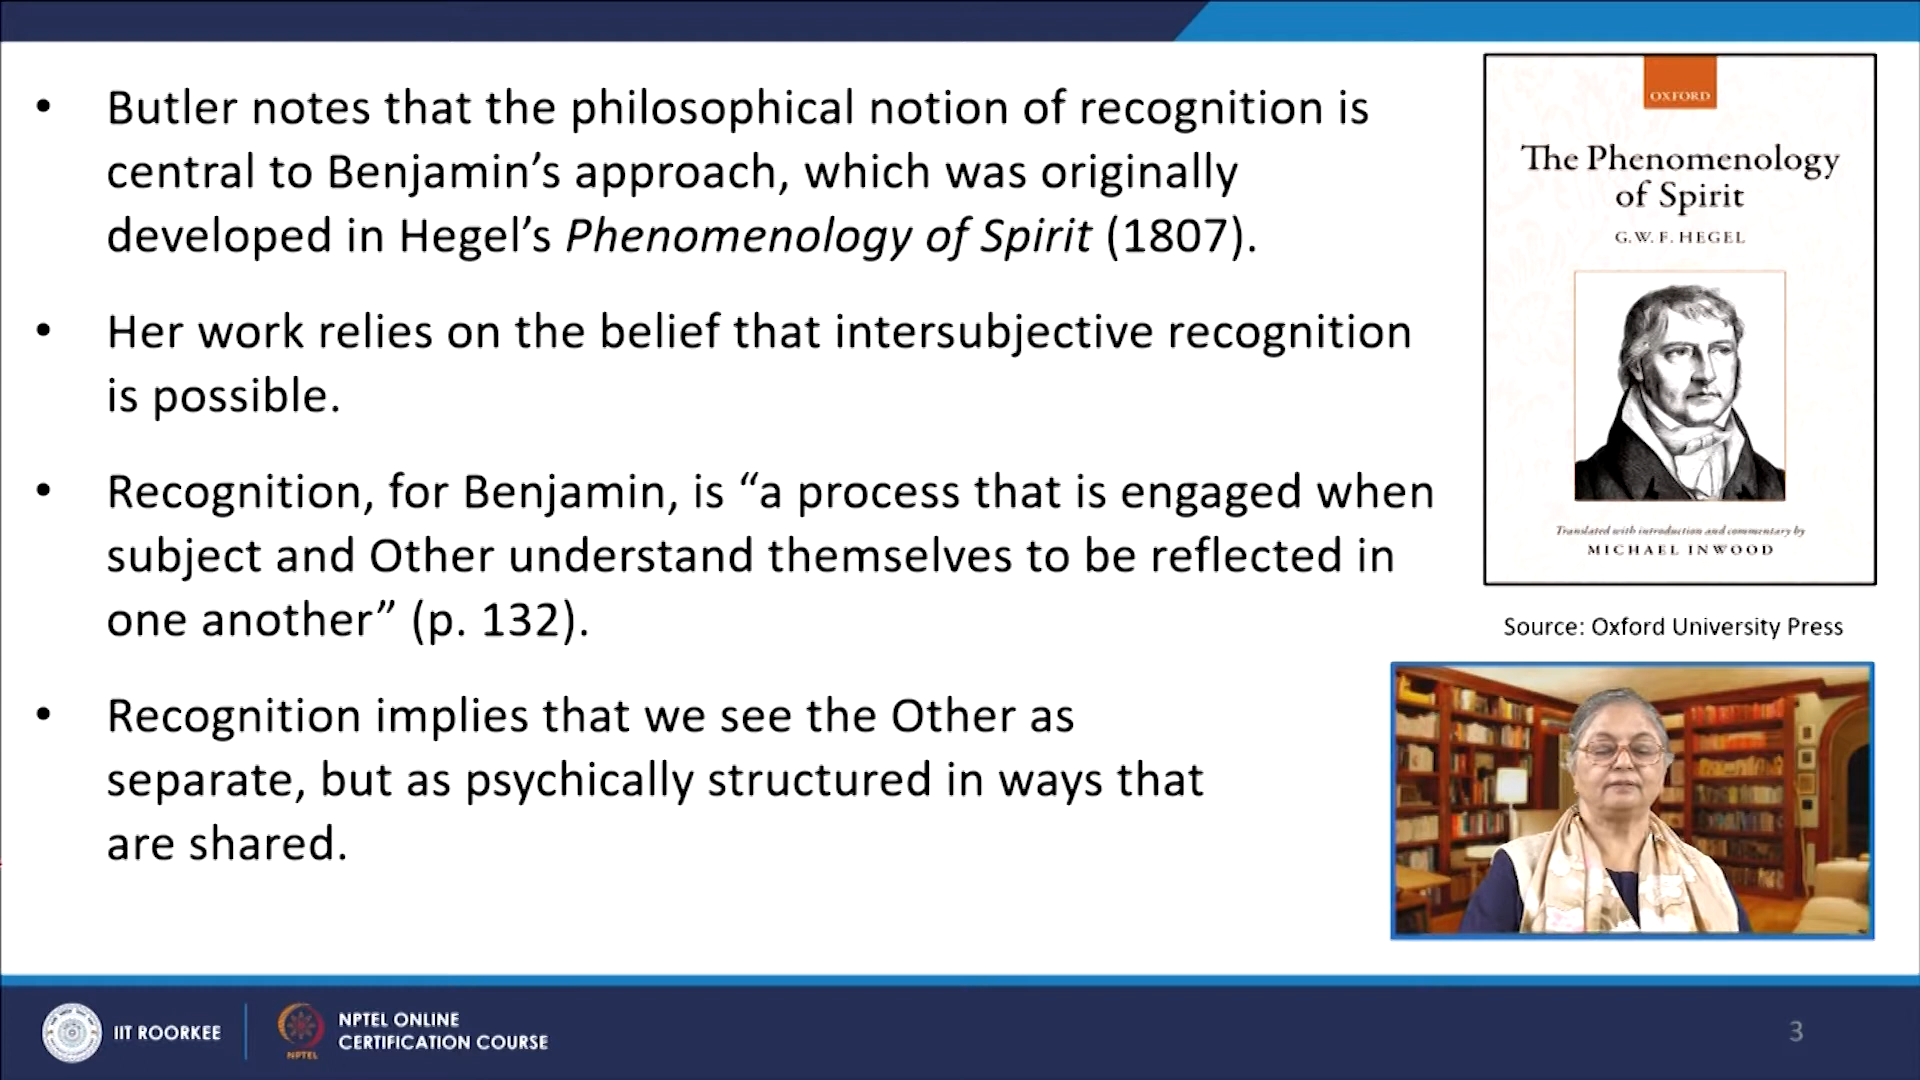 • Butler notes that the philosophical notion of recognition is
central to Benjamin’s approach, which was originally
developed in Hegel’s Phenomenology of Spirit (1807).
• Her work relies on the belief that intersubjective recognition
is possible.
• Recognition, for Benjamin, is “a process that is engaged when
subject and Other understand themselves to be reflected in
one another” (p. 132).
• Recognition implies that we see the Other as
separate, but as psychically structured in ways that
are shared.
OXFORD
The Phenomenology
of Spirit
G. W. F. HEGEL
Translated with introduction and commentary by
MICHAEL INWOOD
Source: Oxford University Press
IIT ROORKEE
NPTEL
NPTEL ONLINE
CERTIFICATION COURSE
3